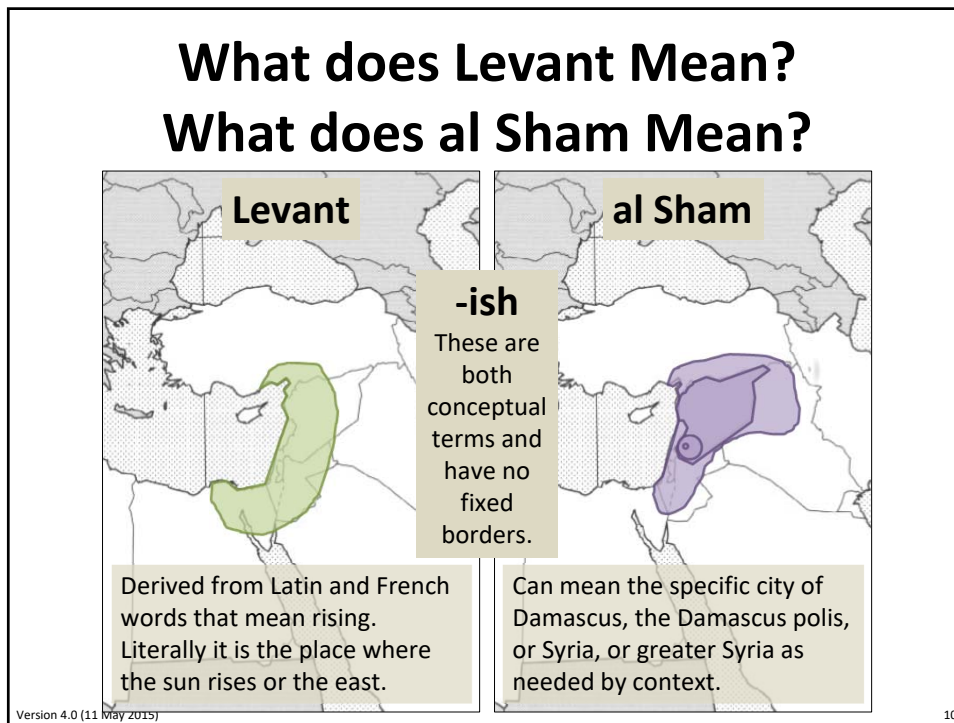 What does Levant Mean?
What does al Sham Mean?
Levant
al Sham
-ish
These are
both
conceptual
terms and
have no
fixed
borders.
Derived from Latin and French
words that mean rising.
Literally it is the place where
the sun rises or the east.
Can mean the specific city of
Damascus, the Damascus polis,
or Syria, or greater Syria as
needed by context.
Version 4.0 (11 May 2015)
10